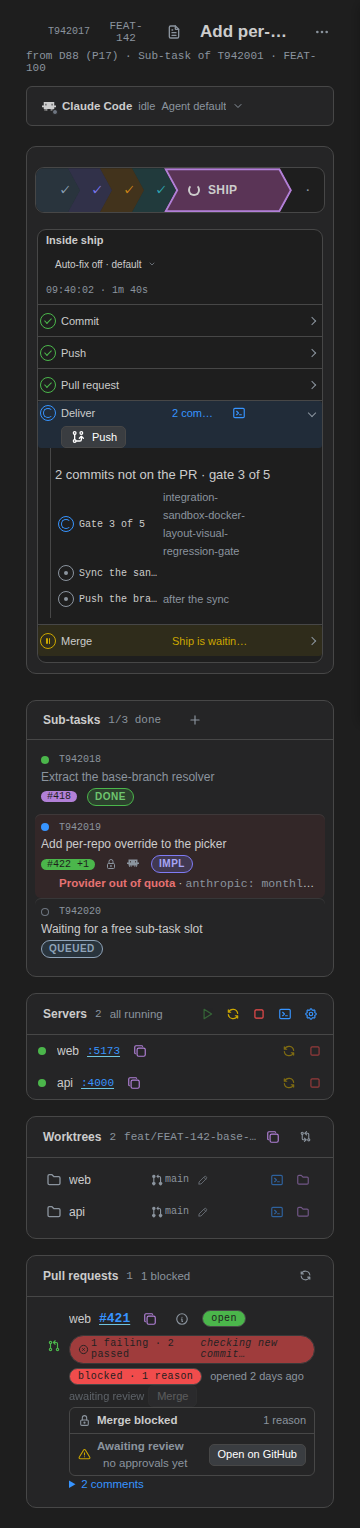 T942017 FEAT-142 Add per-…
from D88 (P17) · Sub-task of T942001 · FEAT-100
Claude Code idle Agent default
SHIP
Inside ship
Auto-fix off · default
09:40:02 · 1m 40s
Commit
Push
Pull request
Deliver 2 com…
Push
2 commits not on the PR · gate 3 of 5
Gate 3 of 5 integration-sandbox-docker-layout-visual-regression-gate
Sync the san…
Push the bra… after the sync
Merge Ship is waitin…
Sub-tasks 1/3 done
T942018
Extract the base-branch resolver
#418 DONE
T942019
Add per-repo override to the picker
#422 +1 IMPL
Provider out of quota · anthropic: monthl…
T942020
Waiting for a free sub-task slot
QUEUED
Servers 2 all running
web :5173
api :4000
Worktrees 2 feat/FEAT-142-base-…
web main
api main
Pull requests 1 1 blocked
web #421 open
1 failing · 2 passed checking new commit…
blocked · 1 reason opened 2 days ago
awaiting review Merge
Merge blocked 1 reason
Awaiting review
no approvals yet
Open on GitHub
2 comments